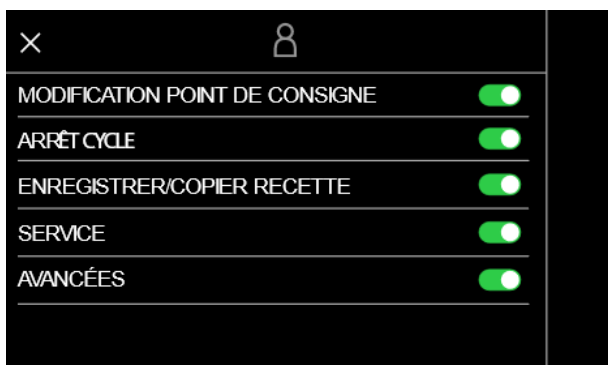 MODIFICATION POINT DE CONSIGNE
ARRÊT CYCLE
ENREGISTRER/COPIER RECETTE
SERVICE
AVANCÉES